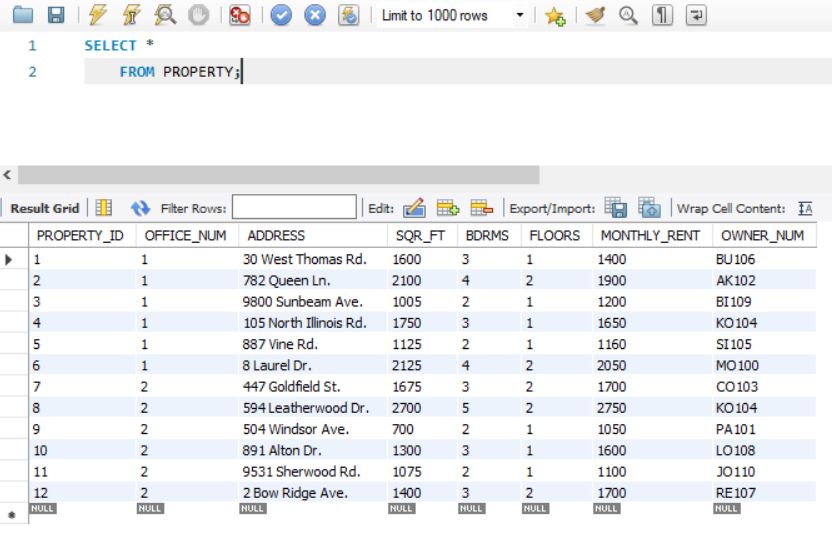 Limit to 1000 rows
1 SELECT *
2 FROM PROPERTY;
Result Grid Filter Rows: Edit: Export/Import: Wrap Cell Content: IA
PROPERTY_ID OFFICE_NUM ADDRESS SQR_FT BDRMS FLOORS MONTHLY_RENT OWNER_NUM
1 1 30 West Thomas Rd. 1600 3 1 1400 BU106
2 1 782 Queen Ln. 2100 4 2 1900 AK102
3 1 9800 Sunbeam Ave. 1005 2 1 1200 BI109
4 1 105 North Illinois Rd. 1750 3 1 1650 KO104
5 1 887 Vine Rd. 1125 2 1 1160 SI105
6 1 8 Laurel Dr. 2125 4 2 2050 MO100
7 2 447 Goldfield St. 1675 3 2 1700 CO103
8 2 594 Leatherwood Dr. 2700 5 2 2750 KO104
9 2 504 Windsor Ave. 700 2 1 1050 PA101
10 2 891 Alton Dr. 1300 3 1 1600 LO108
11 2 9531 Sherwood Rd. 1075 2 1 1100 JO110
12 2 2 Bow Ridge Ave. 1400 3 2 1700 RE107
NULL NULL NULL NULL NULL NULL NULL NULL